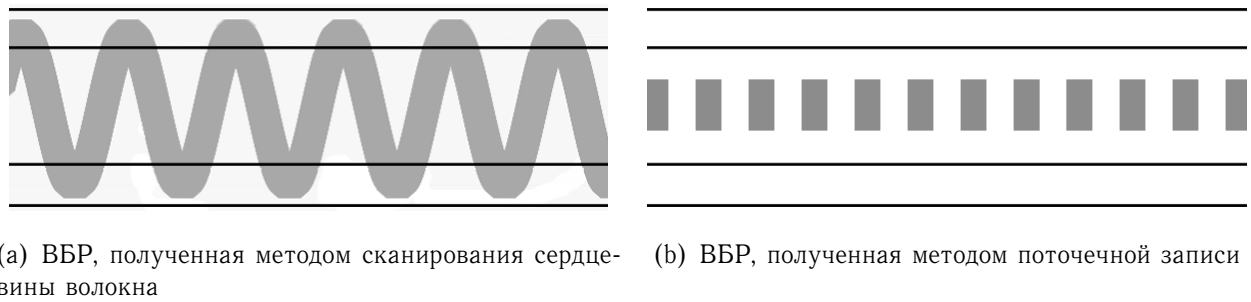 (a) ВБР, полученная методом сканирования сердце-
вины волокна
(b) ВБР, полученная методом поточечной записи